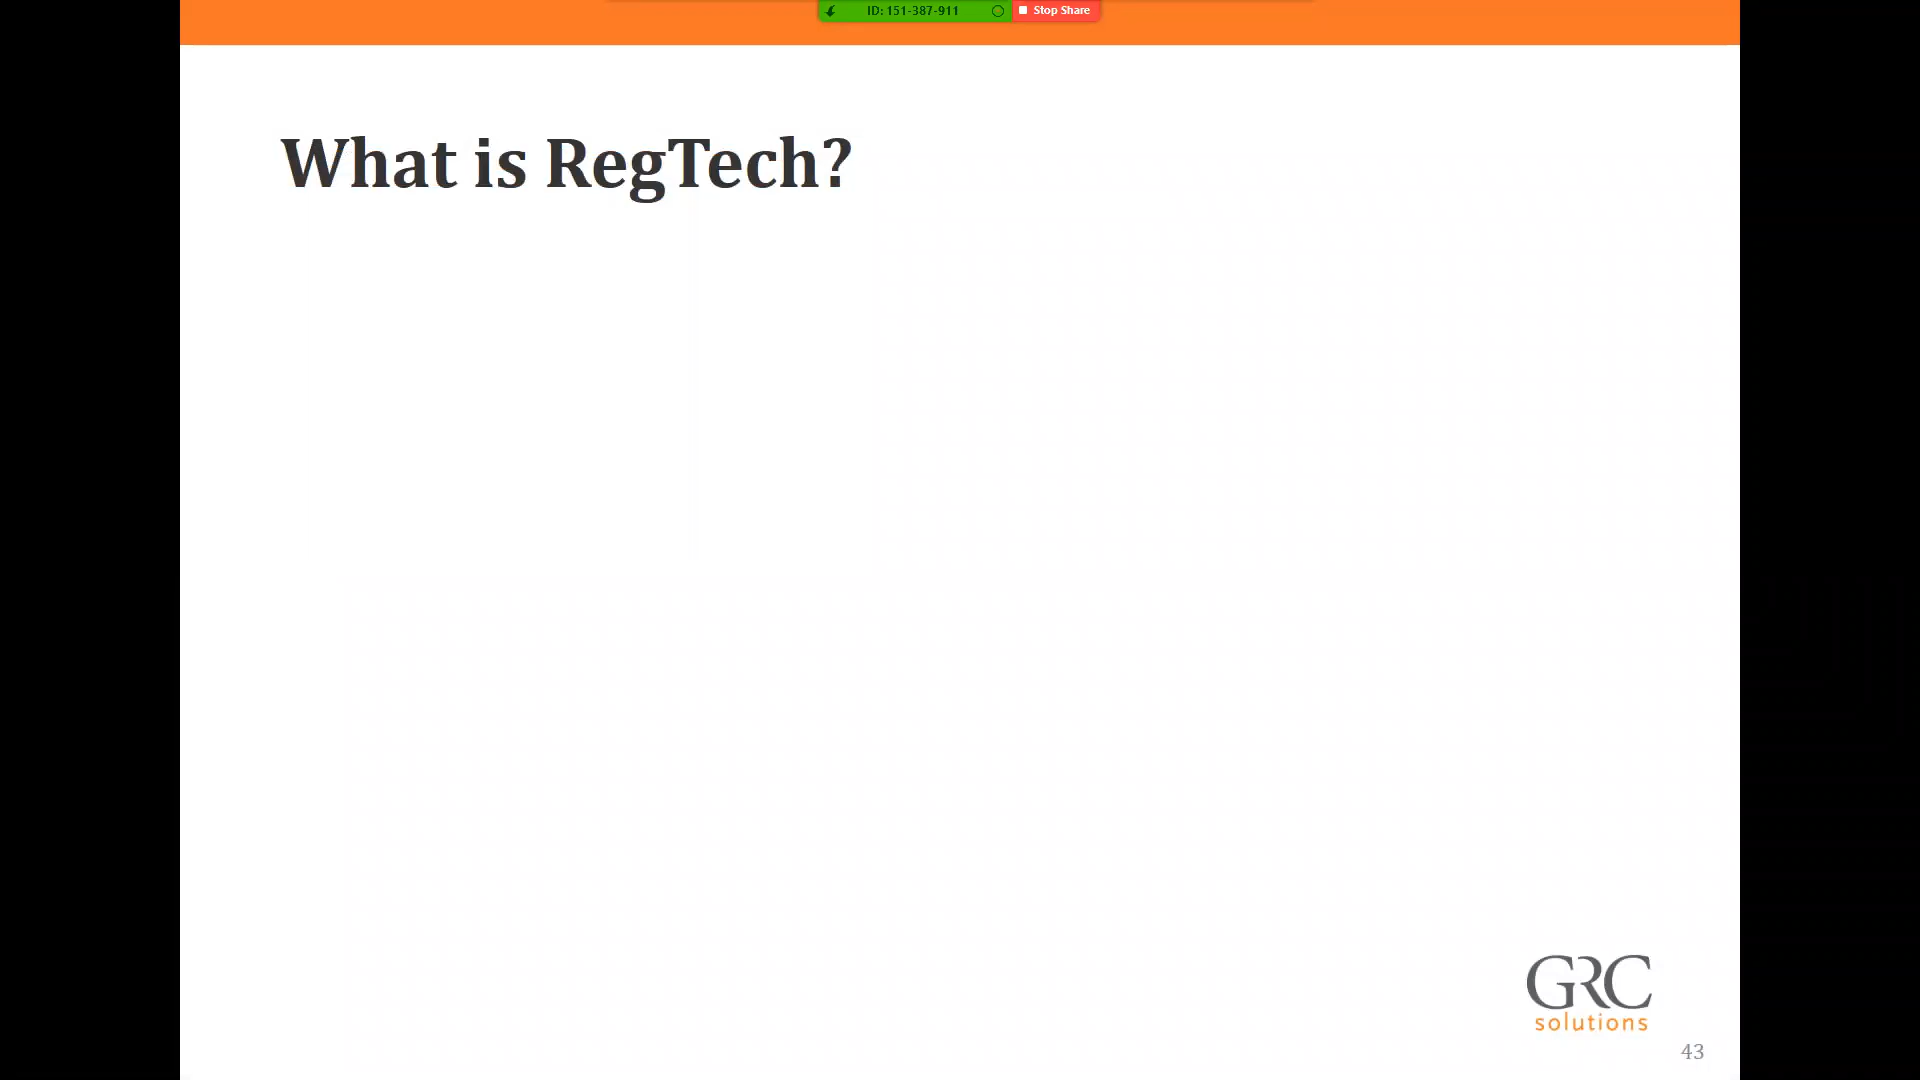 ID: 151-387-911
Stop Share
What is RegTech?
GRC
solutions
43